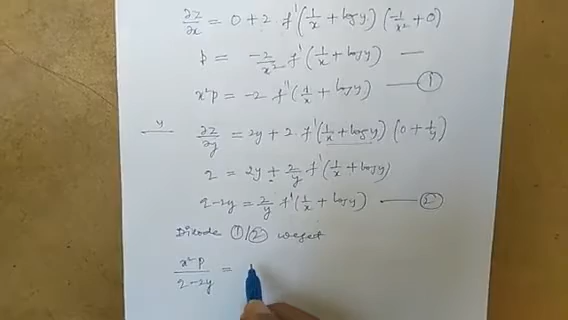 ∂z/∂x = 0 + 2. f'(1/x + log y) (-1/x² + 0)
p = -2/x² f'(1/x + log y) —
x²p = -2 f'(1/x + log y) — ①
y ∂z/∂y = 2y + 2. f'(1/x + log y) (0 + 1/y)
q = 2y + 2/y f'(1/x + log y)
q - 2y = 2/y f'(1/x + log y) — ②
①/② we get
x²p / q - 2y =